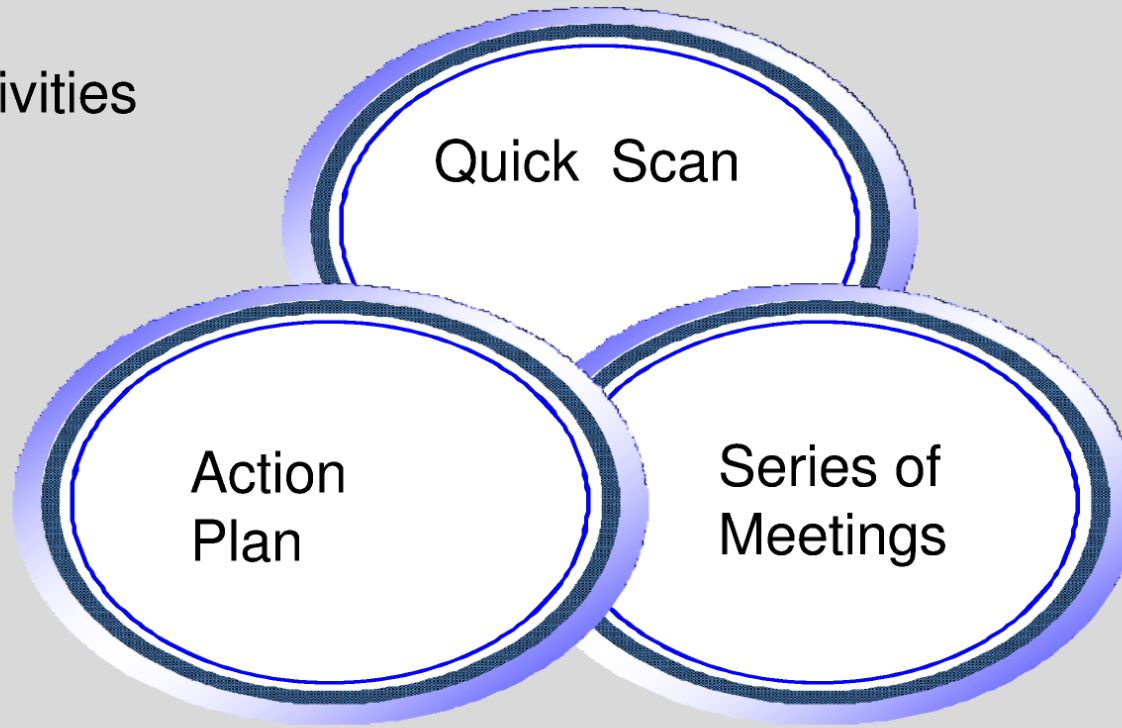 ivities
Quick Scan
Action
Plan
Series of
Meetings